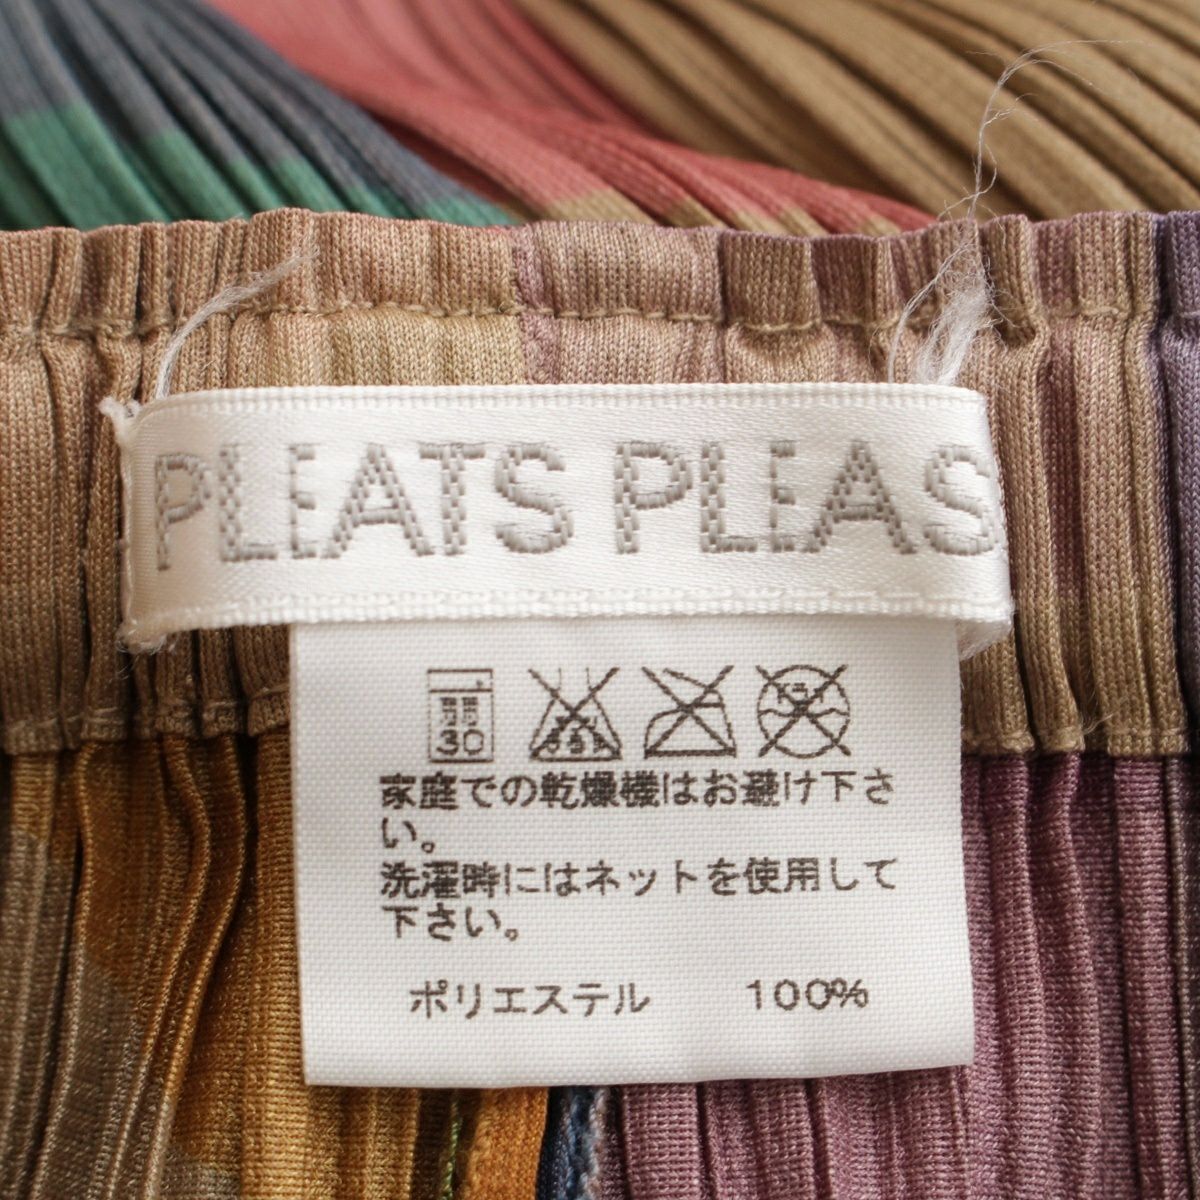 PLEATS PLEAS
30
家庭での乾燥機はお避け下さ
い。
洗濯時にはネットを使用して
下さい。
ポリエステル 100%